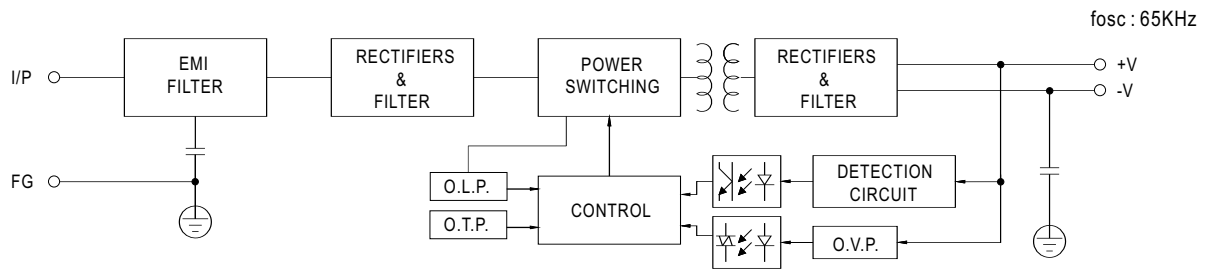 fosc : 65KHz
I/P
EMI
FILTER
RECTIFIERS
&
FILTER
POWER
SWITCHING
RECTIFIERS
&
FILTER
+V
-V
FG
O.L.P.
O.T.P.
CONTROL
DETECTION
CIRCUIT
O.V.P.